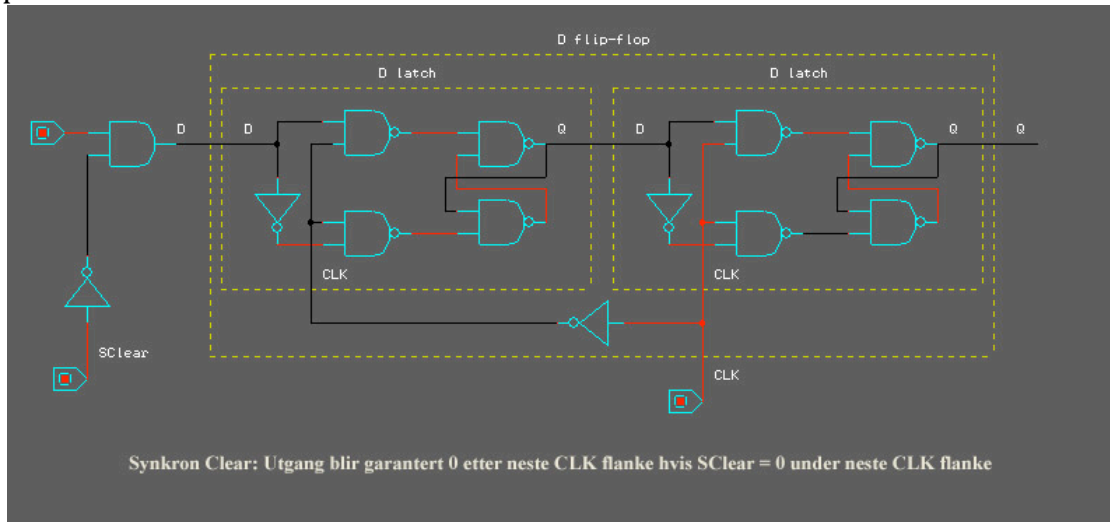 D flip-flop
D latch
D latch
D
D
Q
D
Q
Q
CLK
CLK
SClear
CLK
Synkron Clear: Utgang blir garantert 0 etter neste CLK flanke hvis SClear = 0 under neste CLK flanke